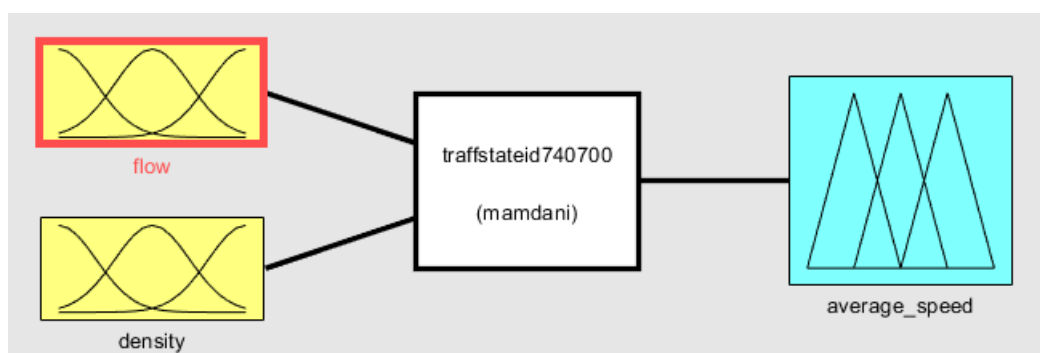 flow
density
traffstateid740700
(mamdani)
average_speed